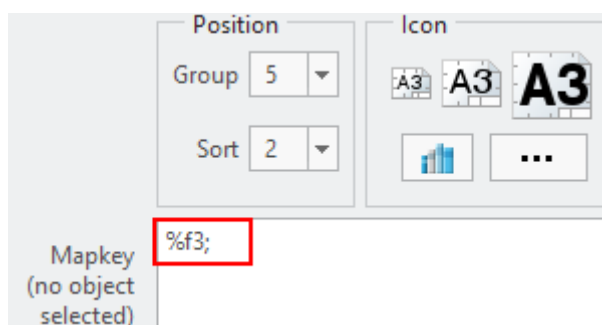 Position
Icon
Group 5
A3 A3 A3
Sort 2
...
%f3;
Mapkey
(no object
selected)